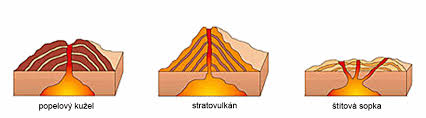 popelový kužel
stratovulkán
štítová sopka